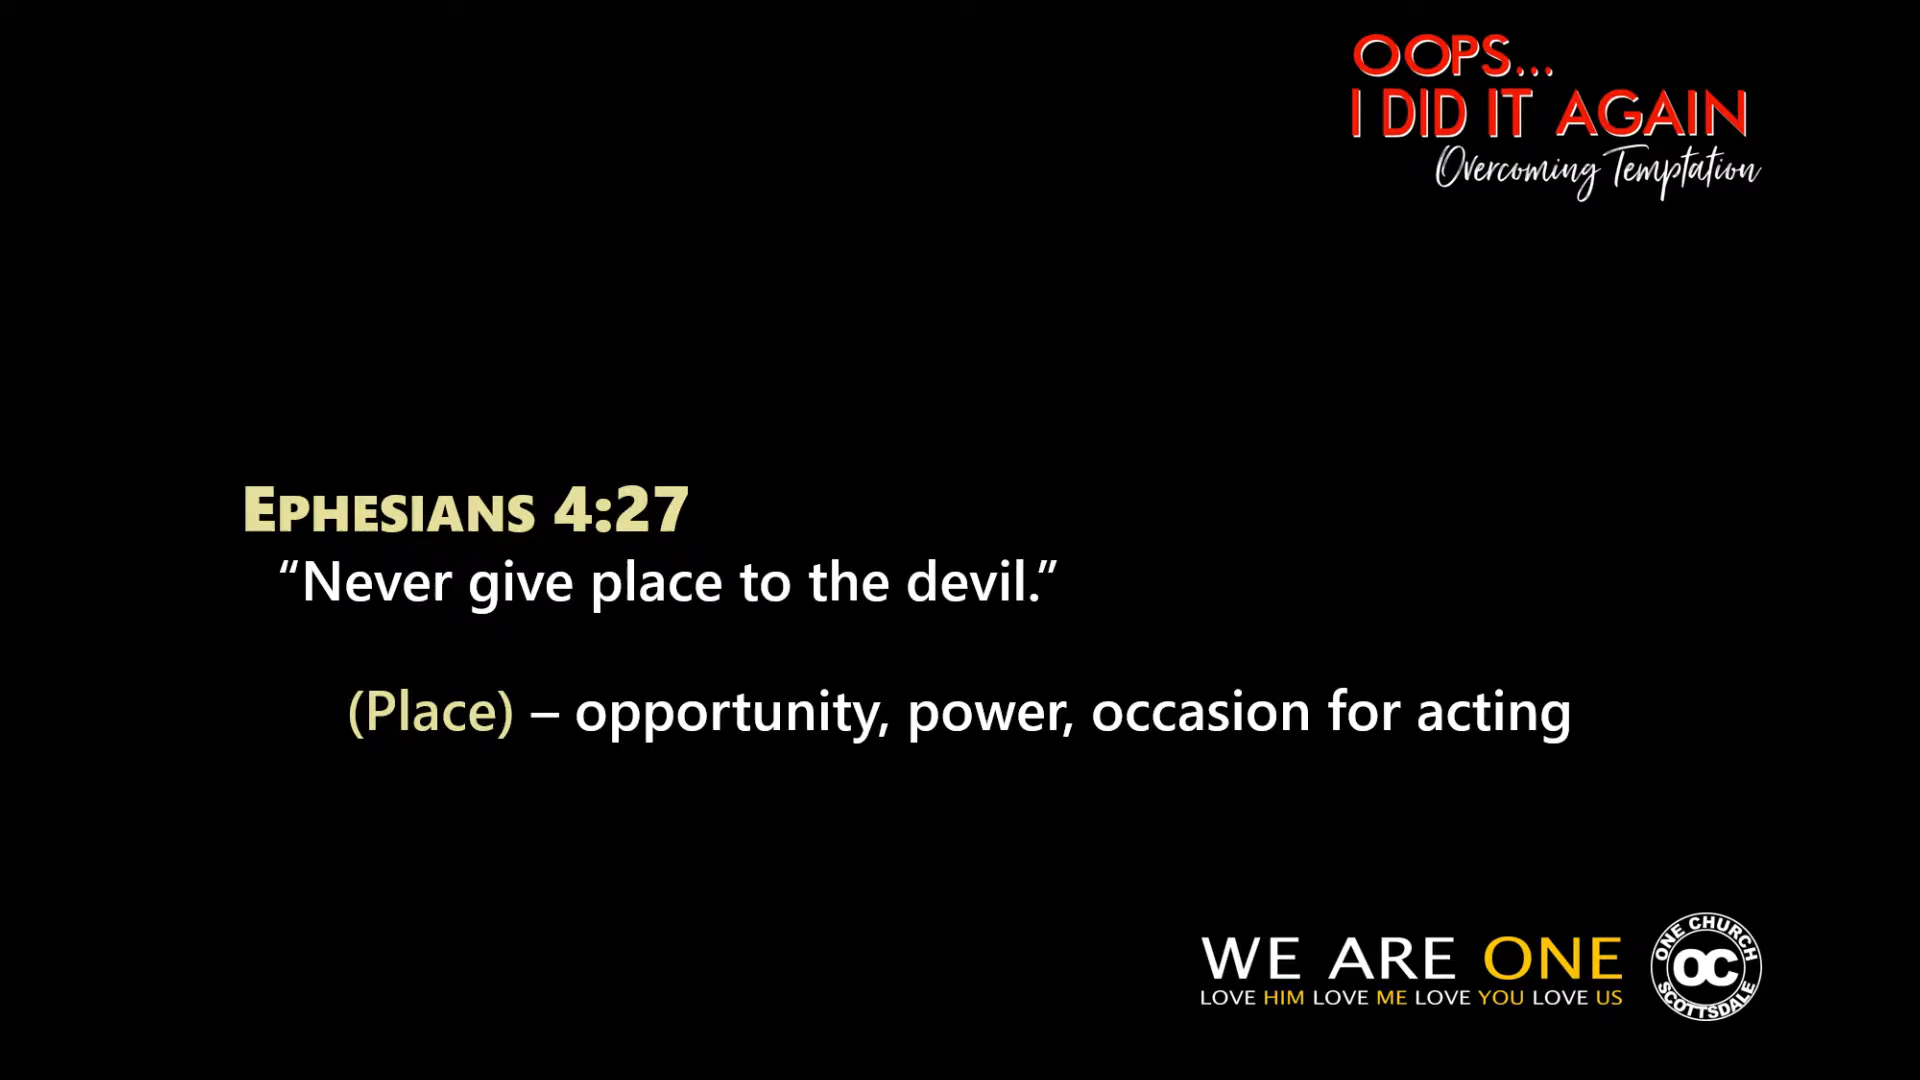 OOPS...
I DID IT AGAIN
Overcoming Temptation
EPHESIANS 4:27
“Never give place to the devil.”
(Place) – opportunity, power, occasion for acting
WE ARE ONE
LOVE HIM LOVE ME LOVE YOU LOVE US
ONE CHURCH
OC
SCOTTSDALE